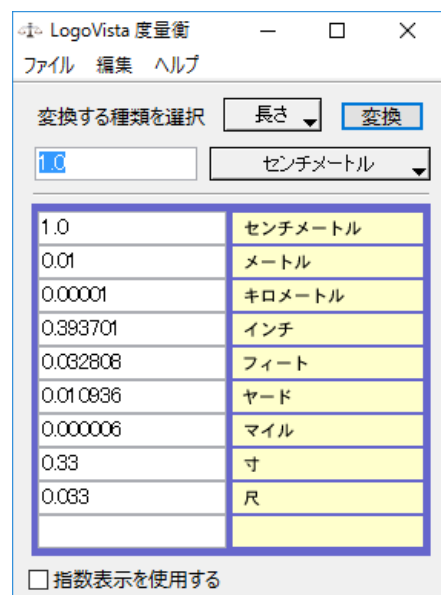 LogoVista 度量衡
ファイル 編集 ヘルプ
変換する種類を選択 長さ 変換
1.0 センチメートル
1.0 センチメートル
0.01 メートル
0.00001 キロメートル
0.393701 インチ
0.032808 フィート
0.010936 ヤード
0.000006 マイル
0.33 寸
0.033 尺
指数表示を使用する